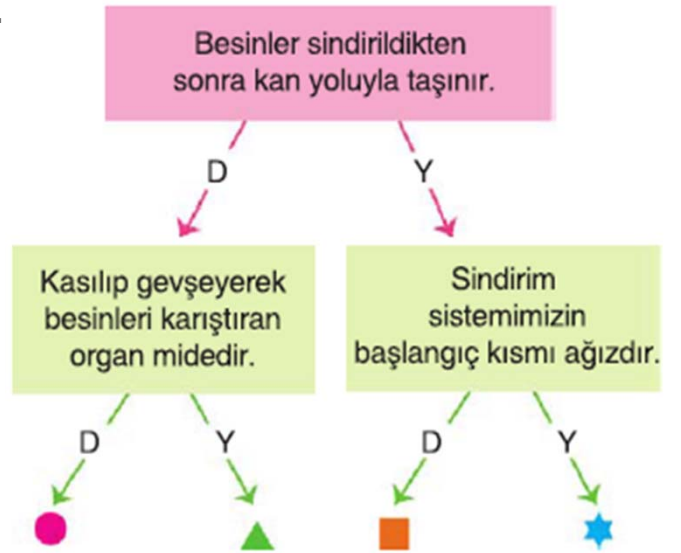 Besinler sindirildikten
sonra kan yoluyla taşınır.
D
Y
Kasılıp gevşeyerek
besinleri karıştıran
organ midedir.
Sindirim
sistemimizin
başlangıç kısmı ağızdır.
D
Y
D
Y